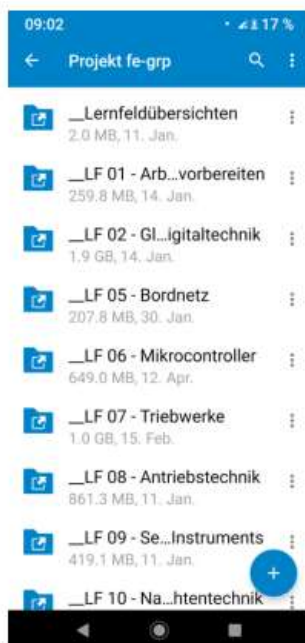 09:02
17 %
Projekt fe-grp
__Lernfeldübersichten
2.0 MB, 11. Jan.
__LF 01 - Arb...vorbereiten
259.8 MB, 14. Jan.
__LF 02 - Gl...igitaltechnik
1.9 GB, 14. Jan.
__LF 05 - Bordnetz
207.8 MB, 30. Jan.
__LF 06 - Mikrocontroller
649.0 MB, 12. Apr.
__LF 07 - Triebwerke
1.0 GB, 15. Feb.
__LF 08 - Antriebstechnik
861.3 MB, 11. Jan.
__LF 09 - Se...Instruments
419.1 MB, 11. Jan.
__LF 10 - Na...htentechnik